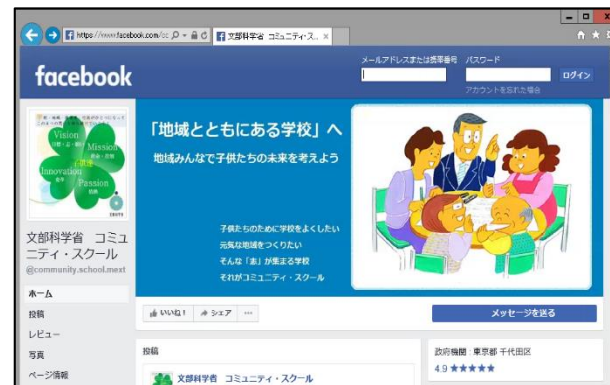 https://www.facebook.com/cc
文部科学省 コミュニティ・ス...
facebook
メールアドレスまたは携帯番号
パスワード
ログイン
アカウントを忘れた場合
Vision
Mission
子供達
Innovation
Passion
「地域とともにある学校」へ
地域みんなで子供たちの未来を考えよう
子供たちのために学校をよくしたい
元気な地域をつくりたい
そんな「志」が集まる学校
それがコミュニティ・スクール
文部科学省 コミュ
ニティ・スクール
@community.school.mext
ホーム
投稿
レビュー
写真
ページ情報
いいね!
シェア
メッセージを送る
投稿
文部科学省 コミュニティ・スクール
政府機関 · 東京都 千代田区
4.9 ★★★★★